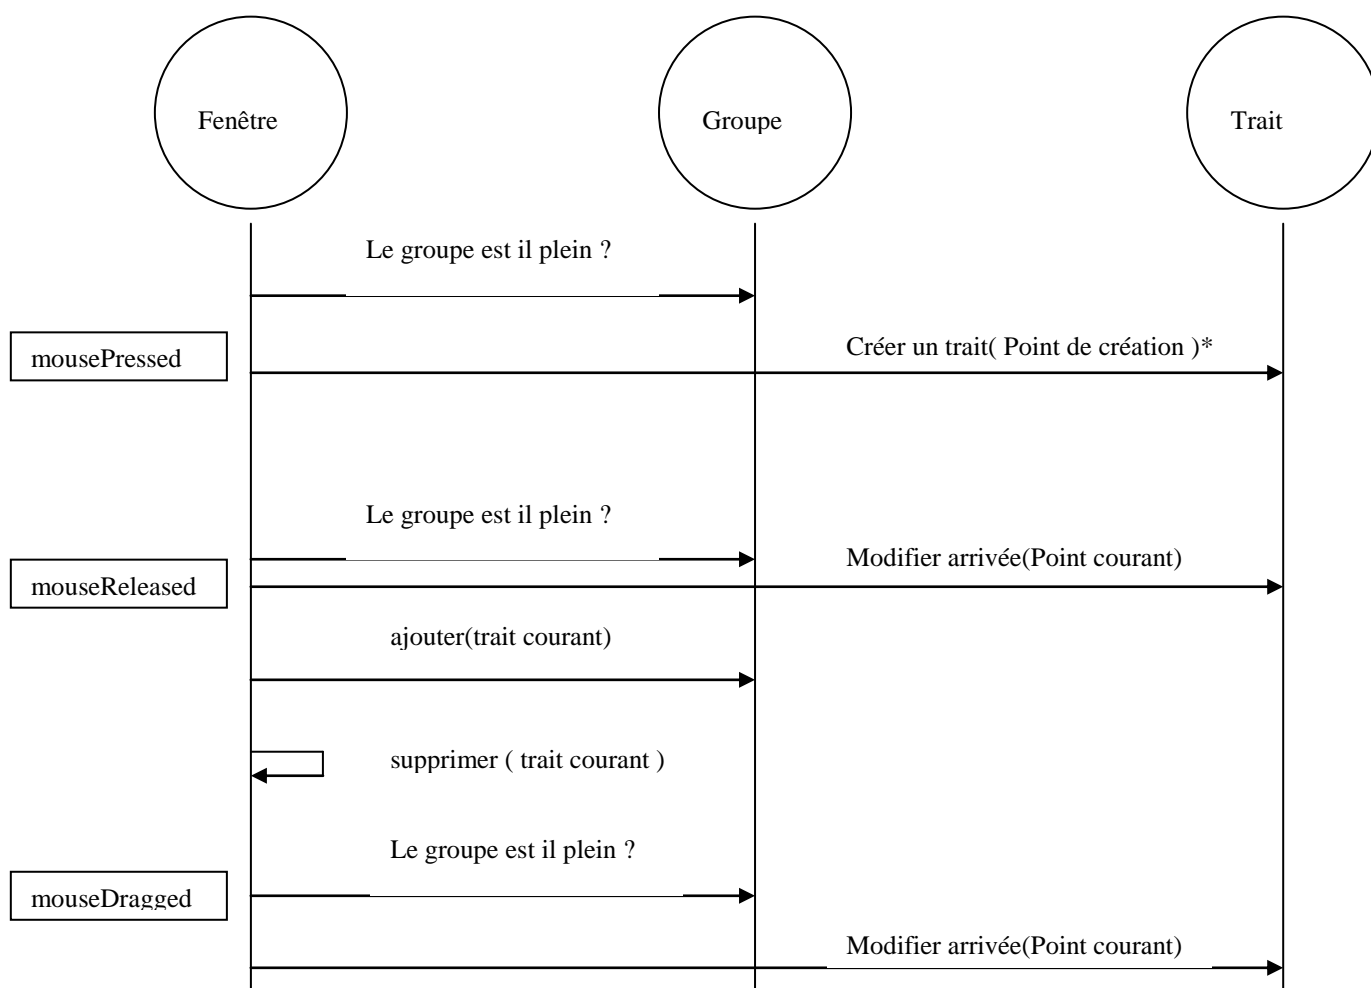 Fenêtre
Groupe
Trait
Le groupe est il plein ?
mousePressed
Créer un trait( Point de création )*
Le groupe est il plein ?
mouseReleased
Modifier arrivée(Point courant)
ajouter(trait courant)
supprimer ( trait courant )
Le groupe est il plein ?
mouseDragged
Modifier arrivée(Point courant)